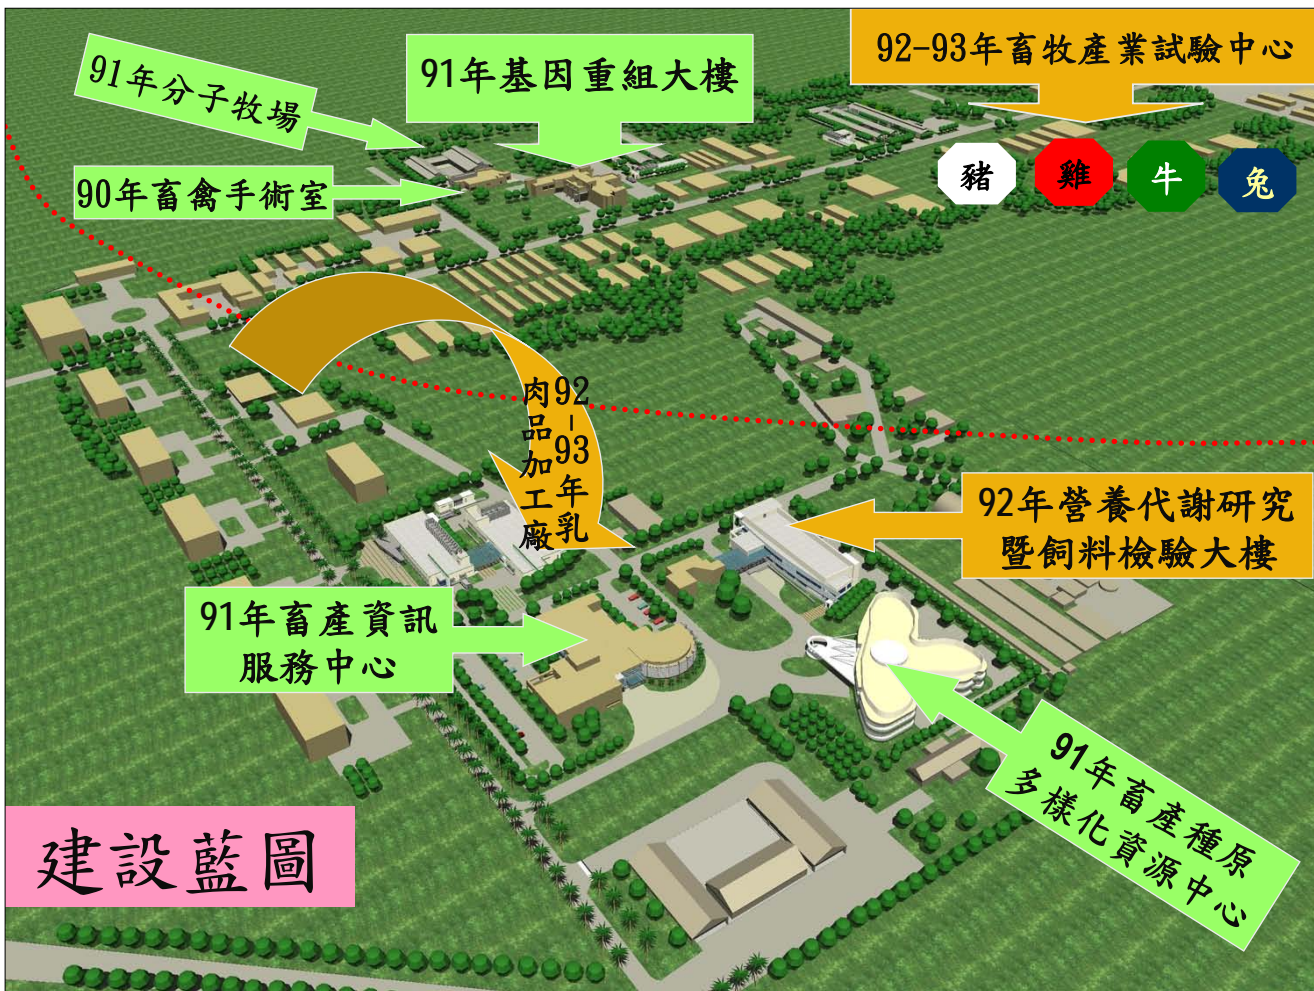 92-93年畜牧產業試驗中心
91年基因重組大樓
91年分子牧場
90年畜禽手術室
豬
雞
牛
兔
92-93年乳
肉品加工廠
92年營養代謝研究
暨飼料檢驗大樓
91年畜產資訊
服務中心
91年畜產種原
多樣化資源中心
建設藍圖